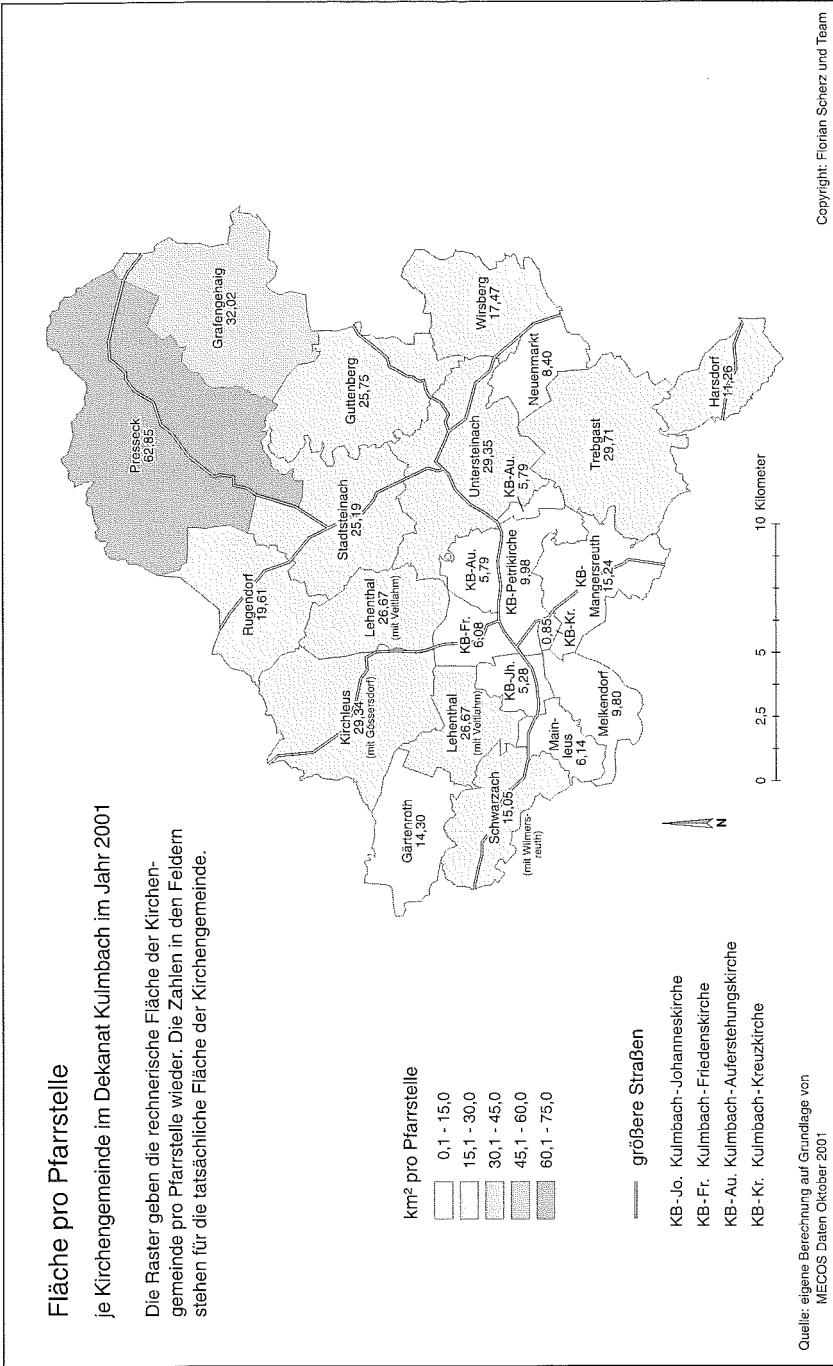 Fläche pro Pfarrstelle
je Kirchengemeinde im Dekanat Kulmbach im Jahr 2001
Die Raster geben die rechnerische Fläche der Kirchen-
gemeinde pro Pfarrstelle wieder. Die Zahlen in den Feldern
stehen für die tatsächliche Fläche der Kirchengemeinde.
Presseck
62,85
Grafengehaig
32,02
Rugendorf
19,61
Stadtsteinach
25,19
Guttenberg
25,75
Wirsberg
17,47
Neuenmarkt
8,40
Kirchleus
29,34
(mit Gössersdorf)
Lehenthal
26,67
(mit Veitlahm)
Untersteinach
29,35
KB-Au.
5,79
Trebgast
29,71
Harsdorf
11,26
Gärtenroth
14,30
Lehenthal
26,67
(mit Veitlahm)
KB-Fr.
6,08
KB-Au.
5,79
KB-Petrikirche
9,98
KB-Jh.
5,28
Schwarzach
15,05
(mit Wilmers-
reuth)
Main-
leus
6,14
Melkendorf
9,80
0,85
KB-Kr.
KB-
Mangersreuth
15,24
km² pro Pfarrstelle
0,1 - 15,0
15,1 - 30,0
30,1 - 45,0
45,1 - 60,0
60,1 - 75,0
größere Straßen
KB-Jo. Kulmbach-Johanneskirche
KB-Fr. Kulmbach-Friedenskirche
KB-Au. Kulmbach-Auferstehungskirche
KB-Kr. Kulmbach-Kreuzkirche
N
0 2,5 5 10 Kilometer
Quelle: eigene Berechnung auf Grundlage von
MECOS Daten Oktober 2001
Copyright: Florian Scherz und Team